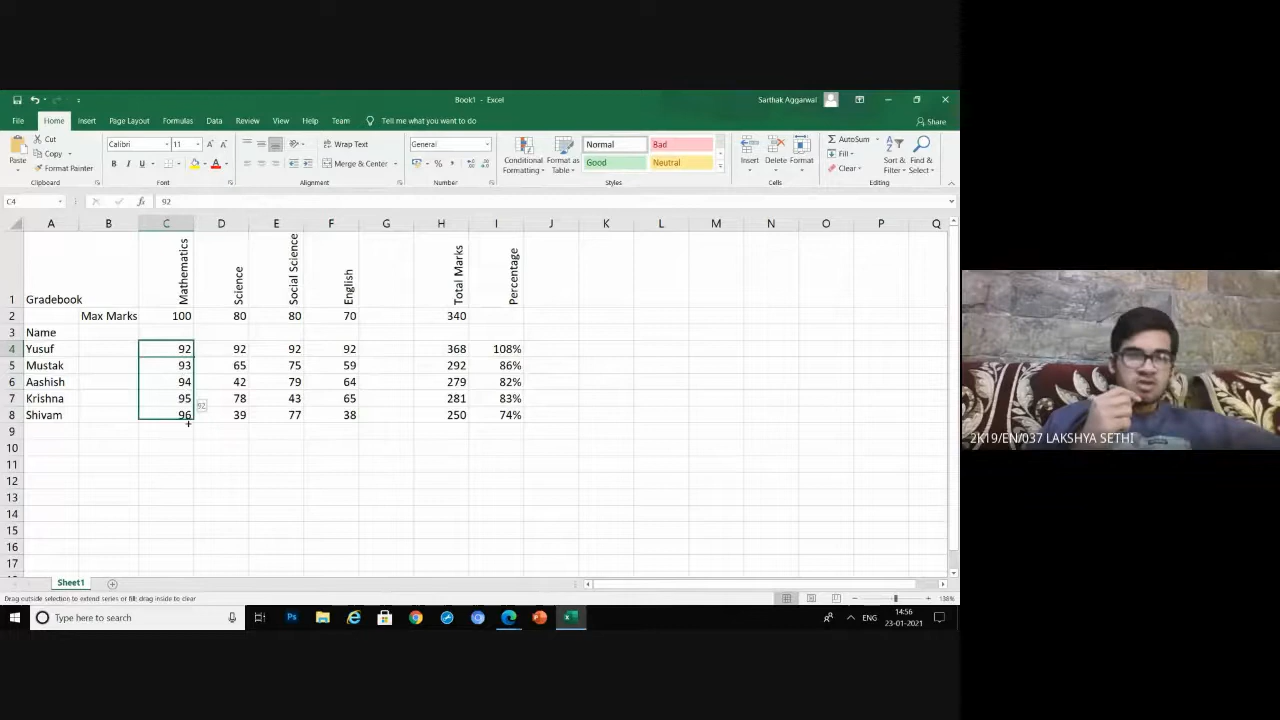 Book1 - Excel
Sarthak Aggarwal
File Home Insert Page Layout Formulas Data Review View Help Team Tell me what you want to do
Share
Paste
Cut
Copy
Format Painter
Clipboard
Calibri 11
B I U
Font
Wrap Text
Merge & Center
Alignment
General
%
Number
Conditional Formatting
Format as Table
Normal Bad
Good Neutral
Styles
Insert Delete Format
Cells
AutoSum
Fill
Clear
Sort & Filter
Find & Select
Editing
C4 fx 92
A B C D E F G H I J K L M N O P Q
1 Gradebook Mathematics Science Social Science English Total Marks Percentage
2 Max Marks 100 80 80 70 340
3 Name
4 Yusuf 92 92 92 92 368 108%
5 Mustak 93 65 75 59 292 86%
6 Aashish 94 42 79 64 279 82%
7 Krishna 95 78 43 65 281 83%
92
8 Shivam 96 39 77 38 250 74%
9
10
11
12
13
14
15
16
17
Sheet1
Drag outside selection to extend series or fill; drag inside to clear
138%
Type here to search
Ps
ENG
14:56
23-01-2021
2K19/EN/037 LAKSHYA SETHI